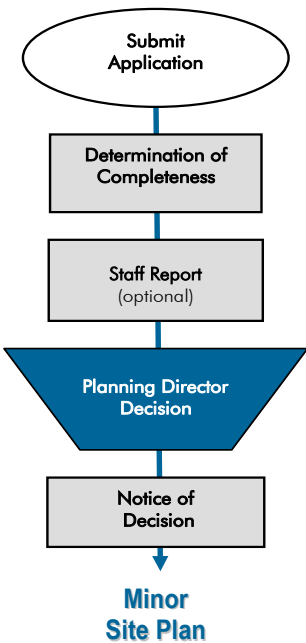 Submit
Application
Determination of
Completeness
Staff Report
(optional)
Planning Director
Decision
Notice of
Decision
Minor
Site Plan